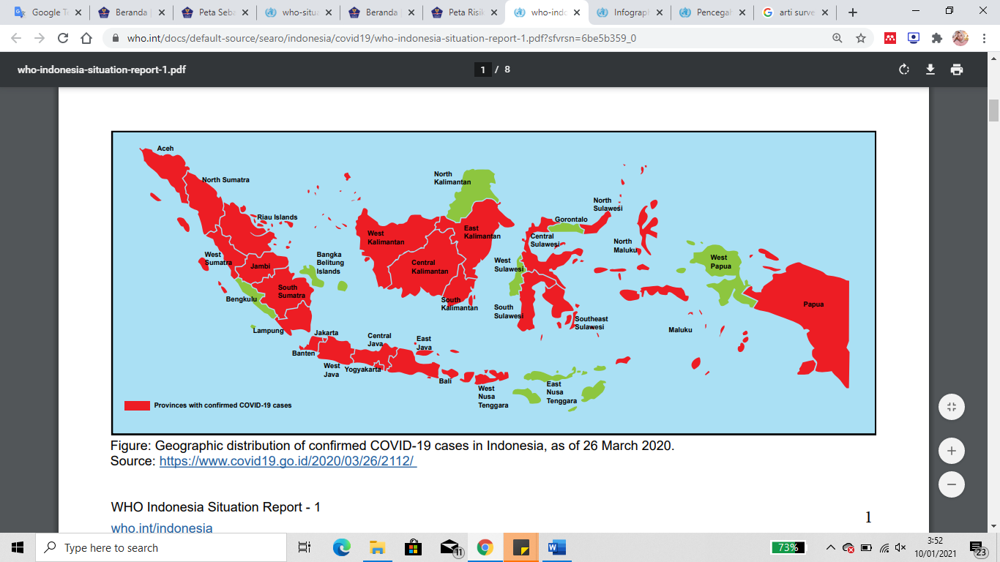 Google Te
Beranda
Peta Seba
who-situa
Beranda
Peta Risik
who-indo
Infograph
Pencegah
arti surve
who.int/docs/default-source/searo/indonesia/covid19/who-indonesia-situation-report-1.pdf?sfvrsn=6be5b359_0
who-indonesia-situation-report-1.pdf
1 / 8
Aceh
North Sumatra
Riau Islands
West
Sumatra
Jambi
Bangka
Belitung
Islands
South
Sumatra
Bengkulu
Lampung
Jakarta
Banten
West
Java
Central
Java
Yogyakarta
East
Java
Bali
West
Nusa
Tenggara
East
Nusa
Tenggara
North
Kalimantan
West
Kalimantan
East
Kalimantan
Central
Kalimantan
South
Kalimantan
North
Sulawesi
Gorontalo
Central
Sulawesi
West
Sulawesi
South
Sulawesi
Southeast
Sulawesi
North
Maluku
Maluku
West
Papua
Papua
Provinces with confirmed COVID-19 cases
Figure: Geographic distribution of confirmed COVID-19 cases in Indonesia, as of 26 March 2020.
Source: https://www.covid19.go.id/2020/03/26/2112/
WHO Indonesia Situation Report - 1
1
who.int/indonesia
Type here to search
11
73%
3:52
10/01/2021
23